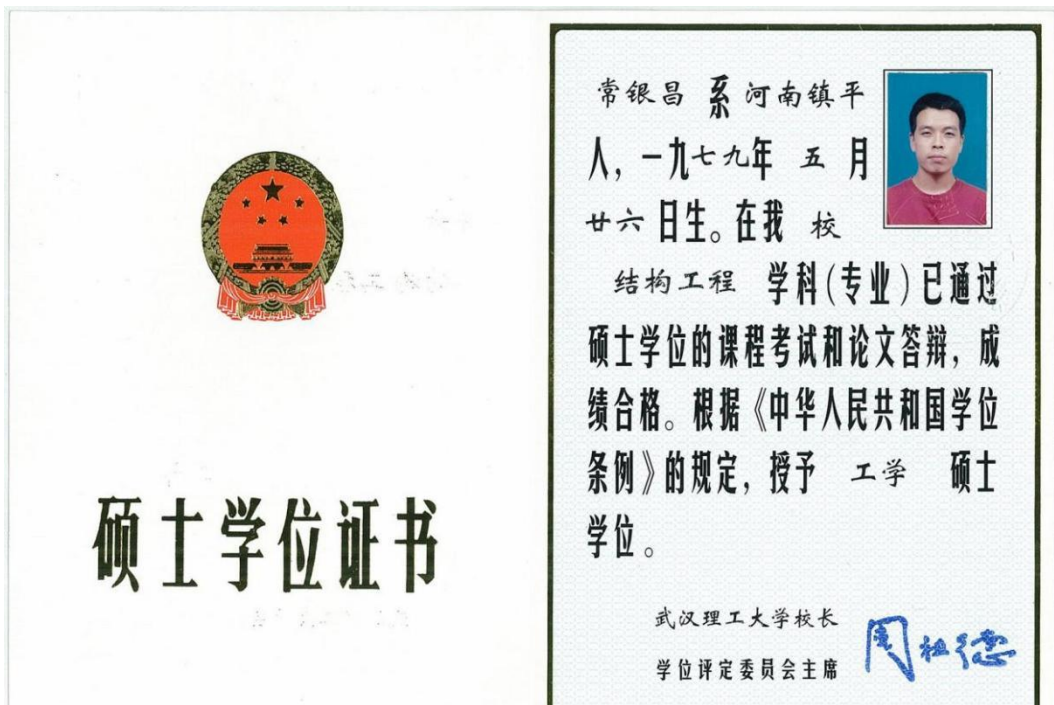 硕士学位证书
常银昌 系 河南镇平
人，一九七九年 五 月
廿六 日生。在我 校
结构工程 学科(专业)已通过
硕士学位的课程考试和论文答辩，成
绩合格。根据《中华人民共和国学位
条例》的规定，授予 工学 硕士
学位。
武汉理工大学校长
学位评定委员会主席
周祖德